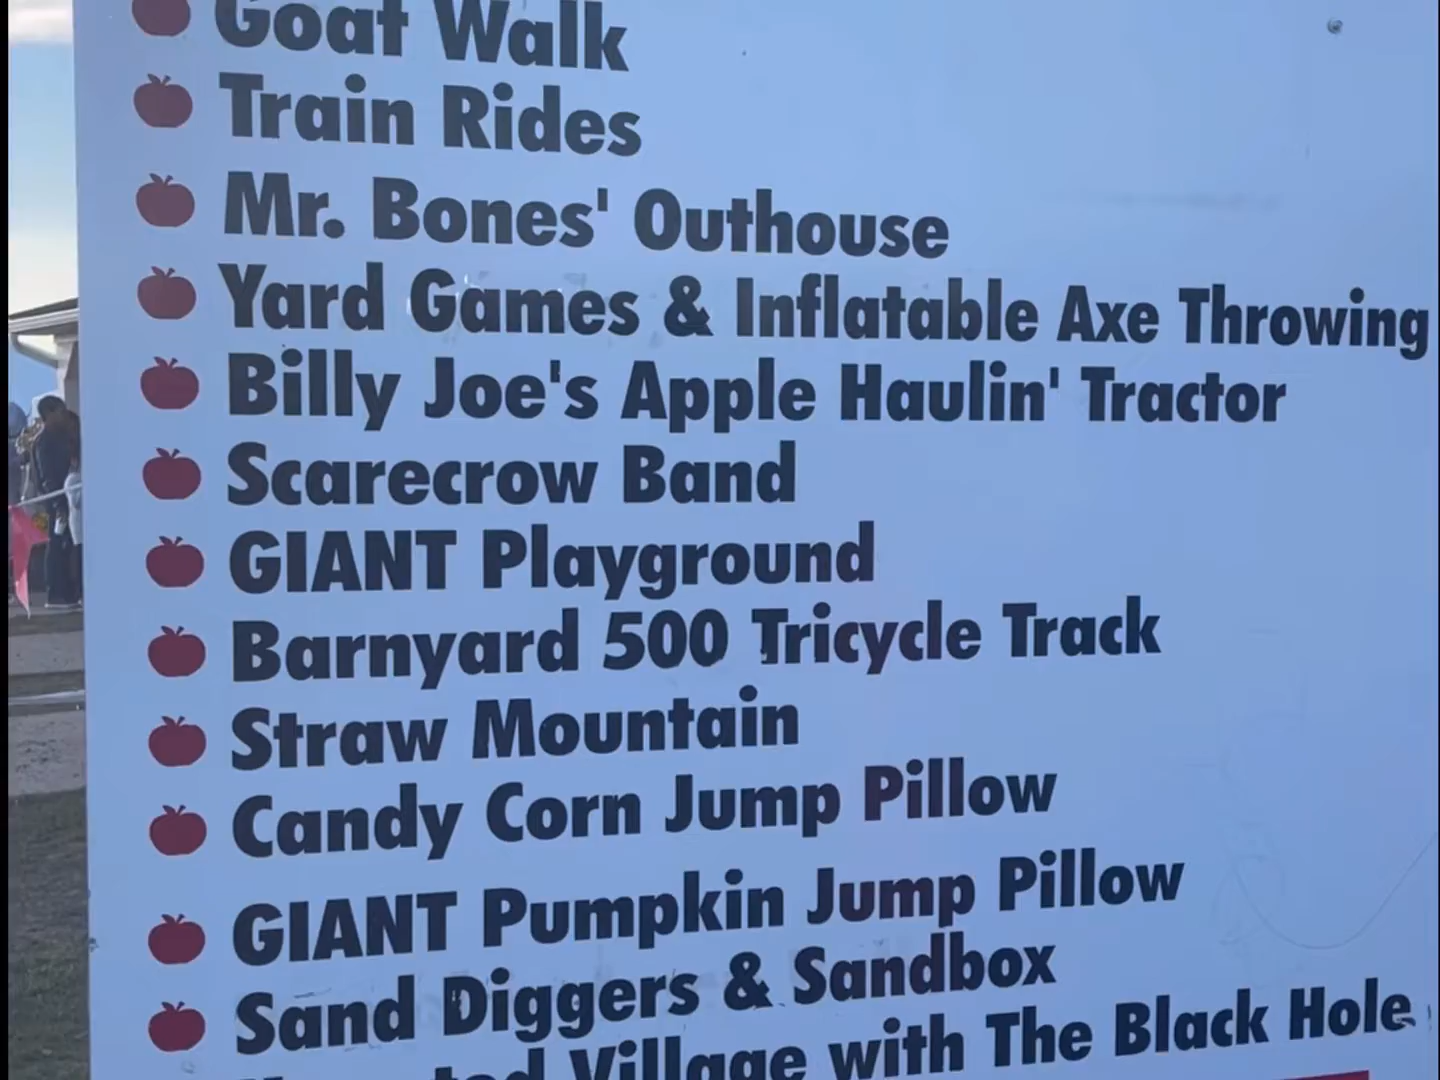 Goat Walk
Train Rides
Mr. Bones' Outhouse
Yard Games & Inflatable Axe Throwing
Billy Joe's Apple Haulin' Tractor
Scarecrow Band
GIANT Playground
Barnyard 500 Tricycle Track
Straw Mountain
Candy Corn Jump Pillow
GIANT Pumpkin Jump Pillow
Sand Diggers & Sandbox
Village with The Black Hole